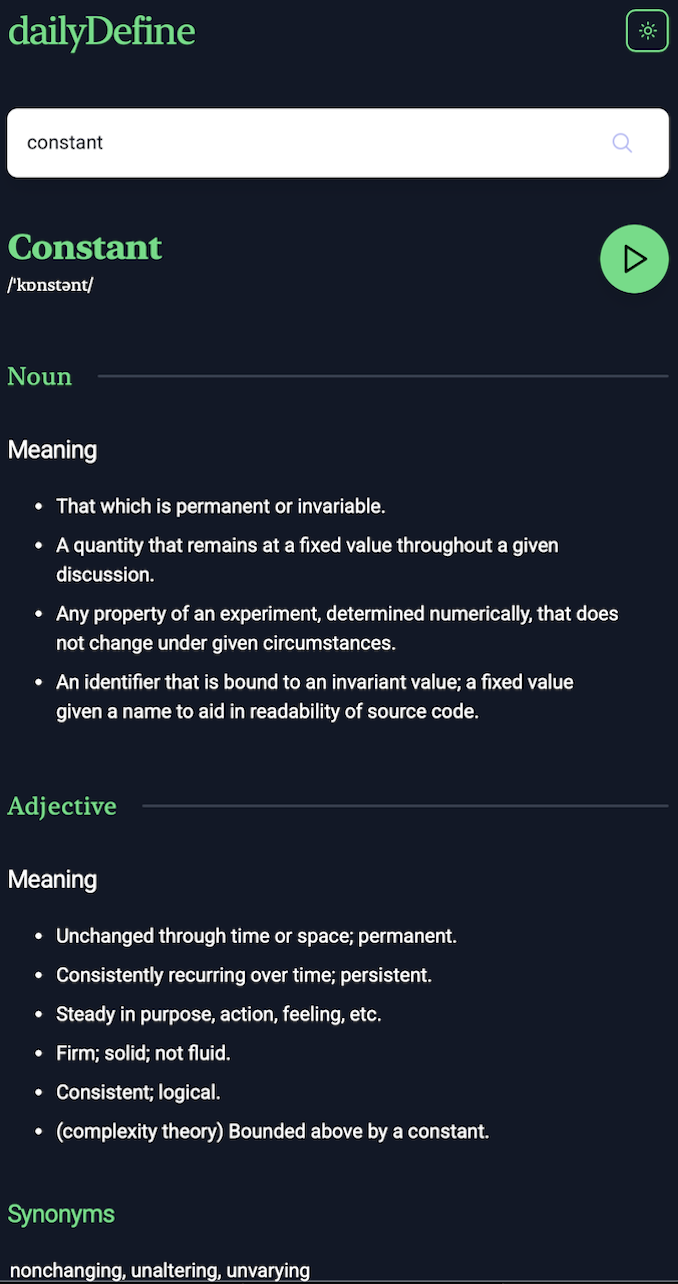 dailyDefine
constant
Constant
/ˈkɒnstənt/
Noun
Meaning
• That which is permanent or invariable.
• A quantity that remains at a fixed value throughout a given
discussion.
• Any property of an experiment, determined numerically, that does
not change under given circumstances.
• An identifier that is bound to an invariant value; a fixed value
given a name to aid in readability of source code.
Adjective
Meaning
• Unchanged through time or space; permanent.
• Consistently recurring over time; persistent.
• Steady in purpose, action, feeling, etc.
• Firm; solid; not fluid.
• Consistent; logical.
• (complexity theory) Bounded above by a constant.
Synonyms
nonchanging, unaltering, unvarying